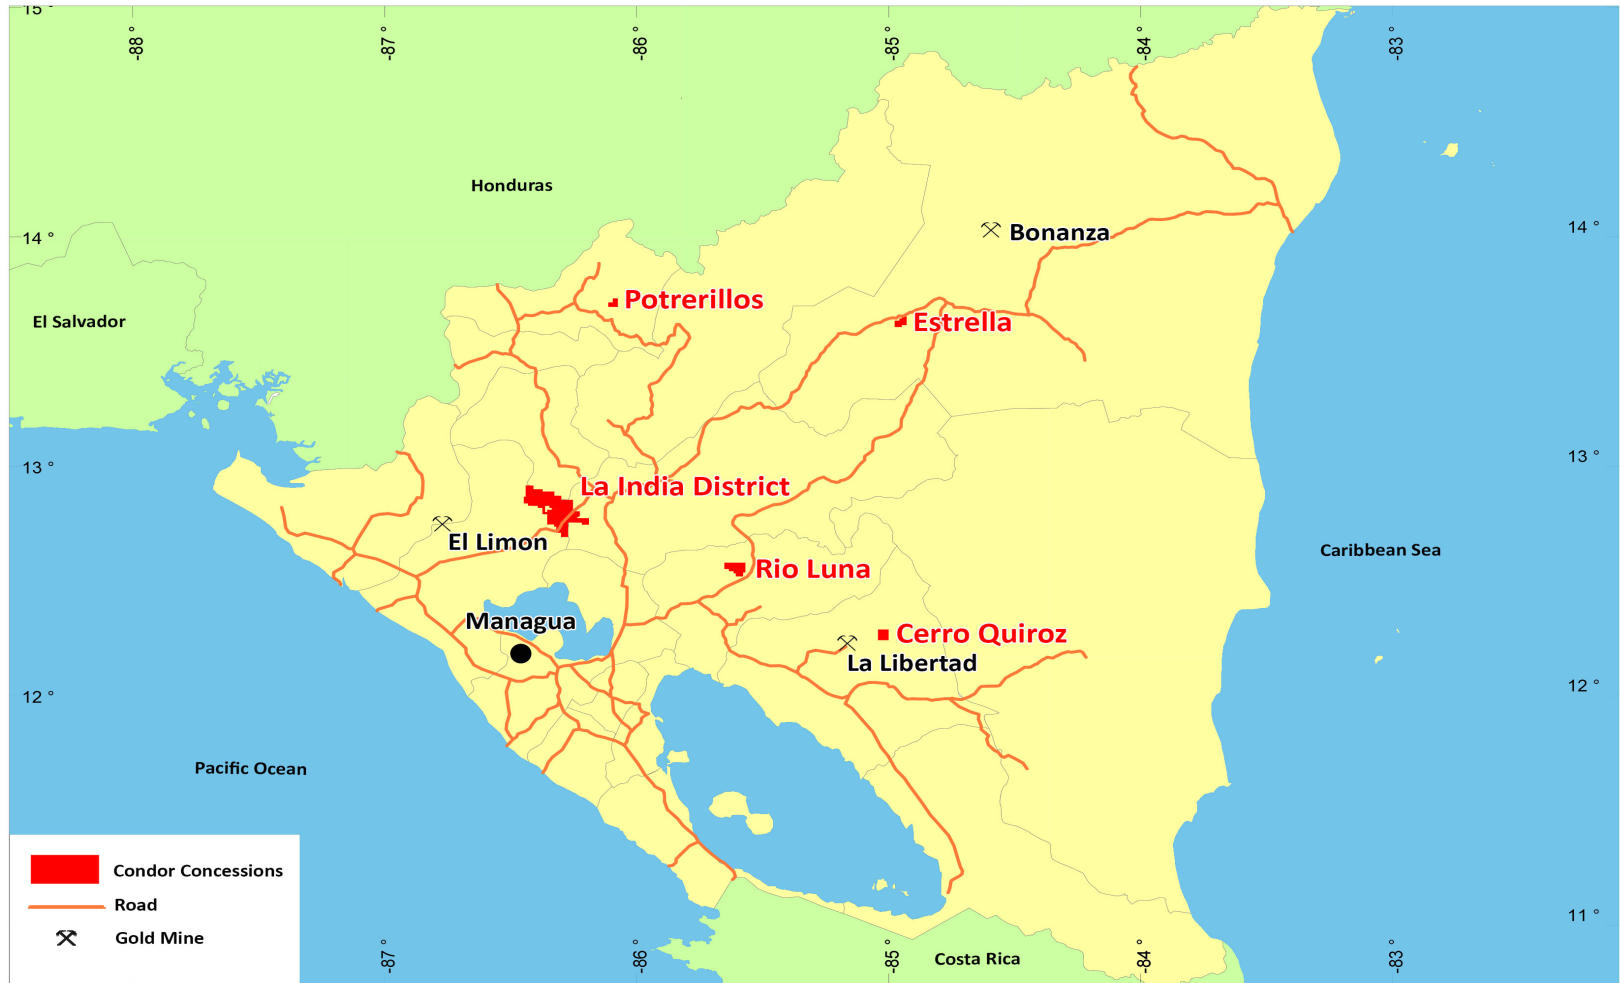 15 °
-88 °
-87 °
-86 °
-85 °
-84 °
-83 °
Honduras
14 °
Bonanza
14 °
Potrerillos
El Salvador
Estrella
13 °
13 °
La India District
El Limon
Caribbean Sea
Rio Luna
Managua
Cerro Quiroz
La Libertad
12 °
12 °
Pacific Ocean
Condor Concessions
Road
Gold Mine
11 °
-87 °
-86 °
-85 °
-84 °
-83 °
Costa Rica